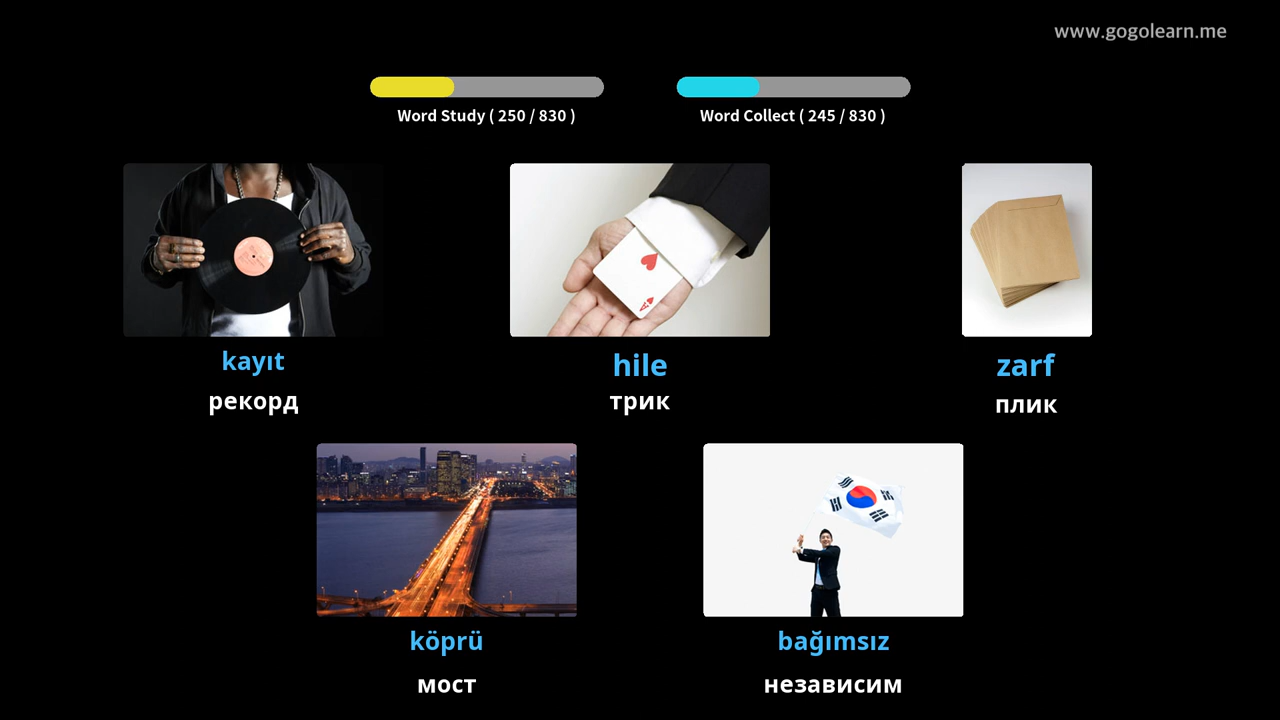 www.gogolearn.me
Word Study ( 250 / 830 )
Word Collect ( 245 / 830 )
kayıt
рекорд
hile
трик
zarf
плик
köprü
мост
bağımsız
независим